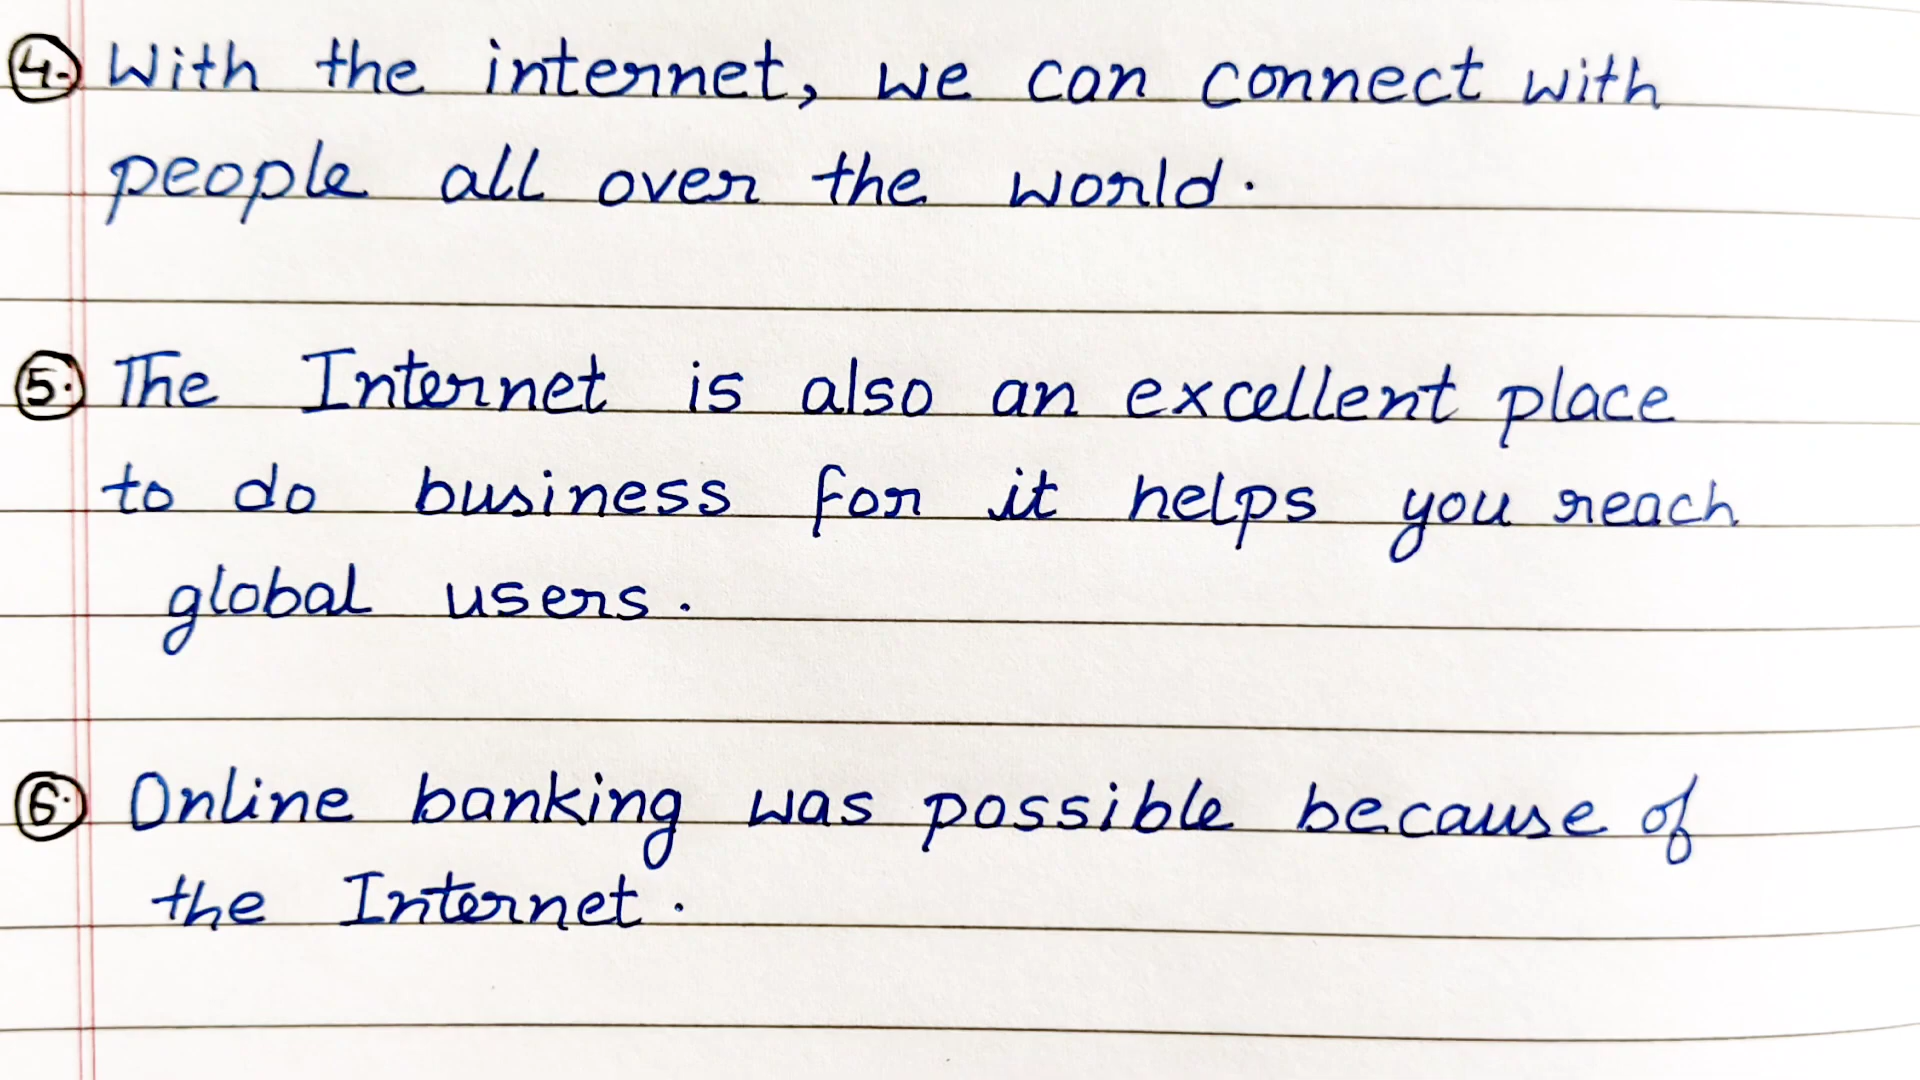 4. With the internet, we can connect with
people all over the world.
5. The Internet is also an excellent place
to do business for it helps you reach
global users.
6. Online banking was possible because of
the Internet.